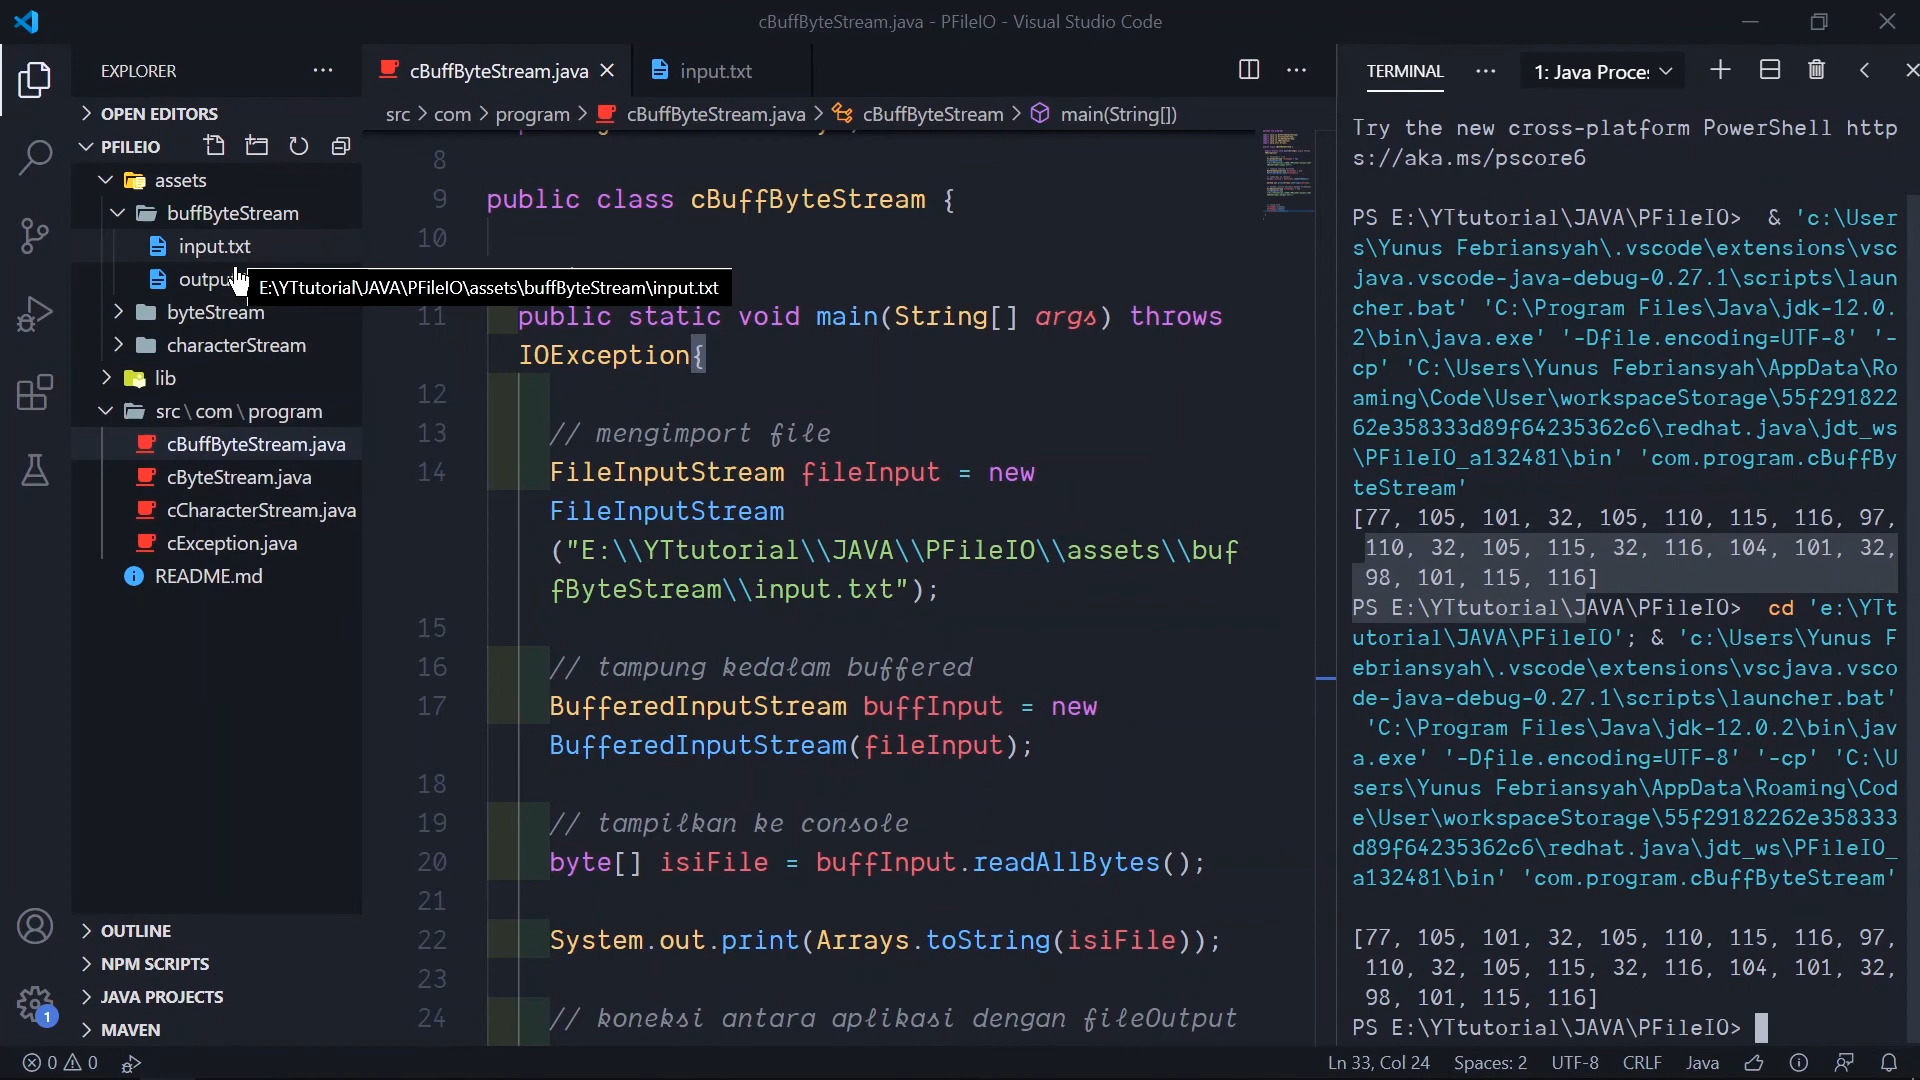 cBuffByteStream.java - PFileIO - Visual Studio Code
EXPLORER
OPEN EDITORS
PFILEIO
assets
buffByteStream
input.txt
E:\YTtutorial\JAVA\PFileIO\assets\buffByteStream\input.txt
byteStream
characterStream
lib
src\com\program
cBuffByteStream.java
cByteStream.java
cCharacterStream.java
cException.java
README.md
OUTLINE
NPM SCRIPTS
JAVA PROJECTS
MAVEN
1
cBuffByteStream.java
input.txt
src > com > program > cBuffByteStream.java > cBuffByteStream > main(String[])
8
9 public class cBuffByteStream {
10
11 public static void main(String[] args) throws
IOException{
12
13 // mengimport file
14 FileInputStream fileInput = new
FileInputStream
("E:\\YTtutorial\\JAVA\\PFileIO\\assets\\buf
fByteStream\\input.txt");
15
16 // tampung kedalam buffered
17 BufferedInputStream buffInput = new
BufferedInputStream(fileInput);
18
19 // tampilkan ke console
20 byte[] isiFile = buffInput.readAllBytes();
21
22 System.out.print(Arrays.toString(isiFile));
23
24 // koneksi antara aplikasi dengan fileOutput
TERMINAL
1: Java Proce
Try the new cross-platform PowerShell http
s://aka.ms/pscore6
PS E:\YTtutorial\JAVA\PFileIO> & 'c:\User
s\Yunus Febriansyah\.vscode\extensions\vsc
java.vscode-java-debug-0.27.1\scripts\laun
cher.bat' 'C:\Program Files\Java\jdk-12.0.
2\bin\java.exe' '-Dfile.encoding=UTF-8' '-
cp' 'C:\Users\Yunus Febriansyah\AppData\Ro
aming\Code\User\workspaceStorage\55f291822
62e358333d89f64235362c6\redhat.java\jdt_ws
\PFileIO_a132481\bin' 'com.program.cBuffBy
teStream'
[77, 105, 101, 32, 105, 110, 115, 116, 97,
110, 32, 105, 115, 32, 116, 104, 101, 32,
98, 101, 115, 116]
PS E:\YTtutorial\JAVA\PFileIO> cd 'e:\YTt
utorial\JAVA\PFileIO'; & 'c:\Users\Yunus F
ebriansyah\.vscode\extensions\vscjava.vsco
de-java-debug-0.27.1\scripts\launcher.bat'
'C:\Program Files\Java\jdk-12.0.2\bin\jav
a.exe' '-Dfile.encoding=UTF-8' '-cp' 'C:\U
sers\Yunus Febriansyah\AppData\Roaming\Cod
e\User\workspaceStorage\55f29182262e358333
d89f64235362c6\redhat.java\jdt_ws\PFileIO_
a132481\bin' 'com.program.cBuffByteStream'
[77, 105, 101, 32, 105, 110, 115, 116, 97,
110, 32, 105, 115, 32, 116, 104, 101, 32,
98, 101, 115, 116]
PS E:\YTtutorial\JAVA\PFileIO>
0 0
Ln 33, Col 24 Spaces: 2 UTF-8 CRLF Java